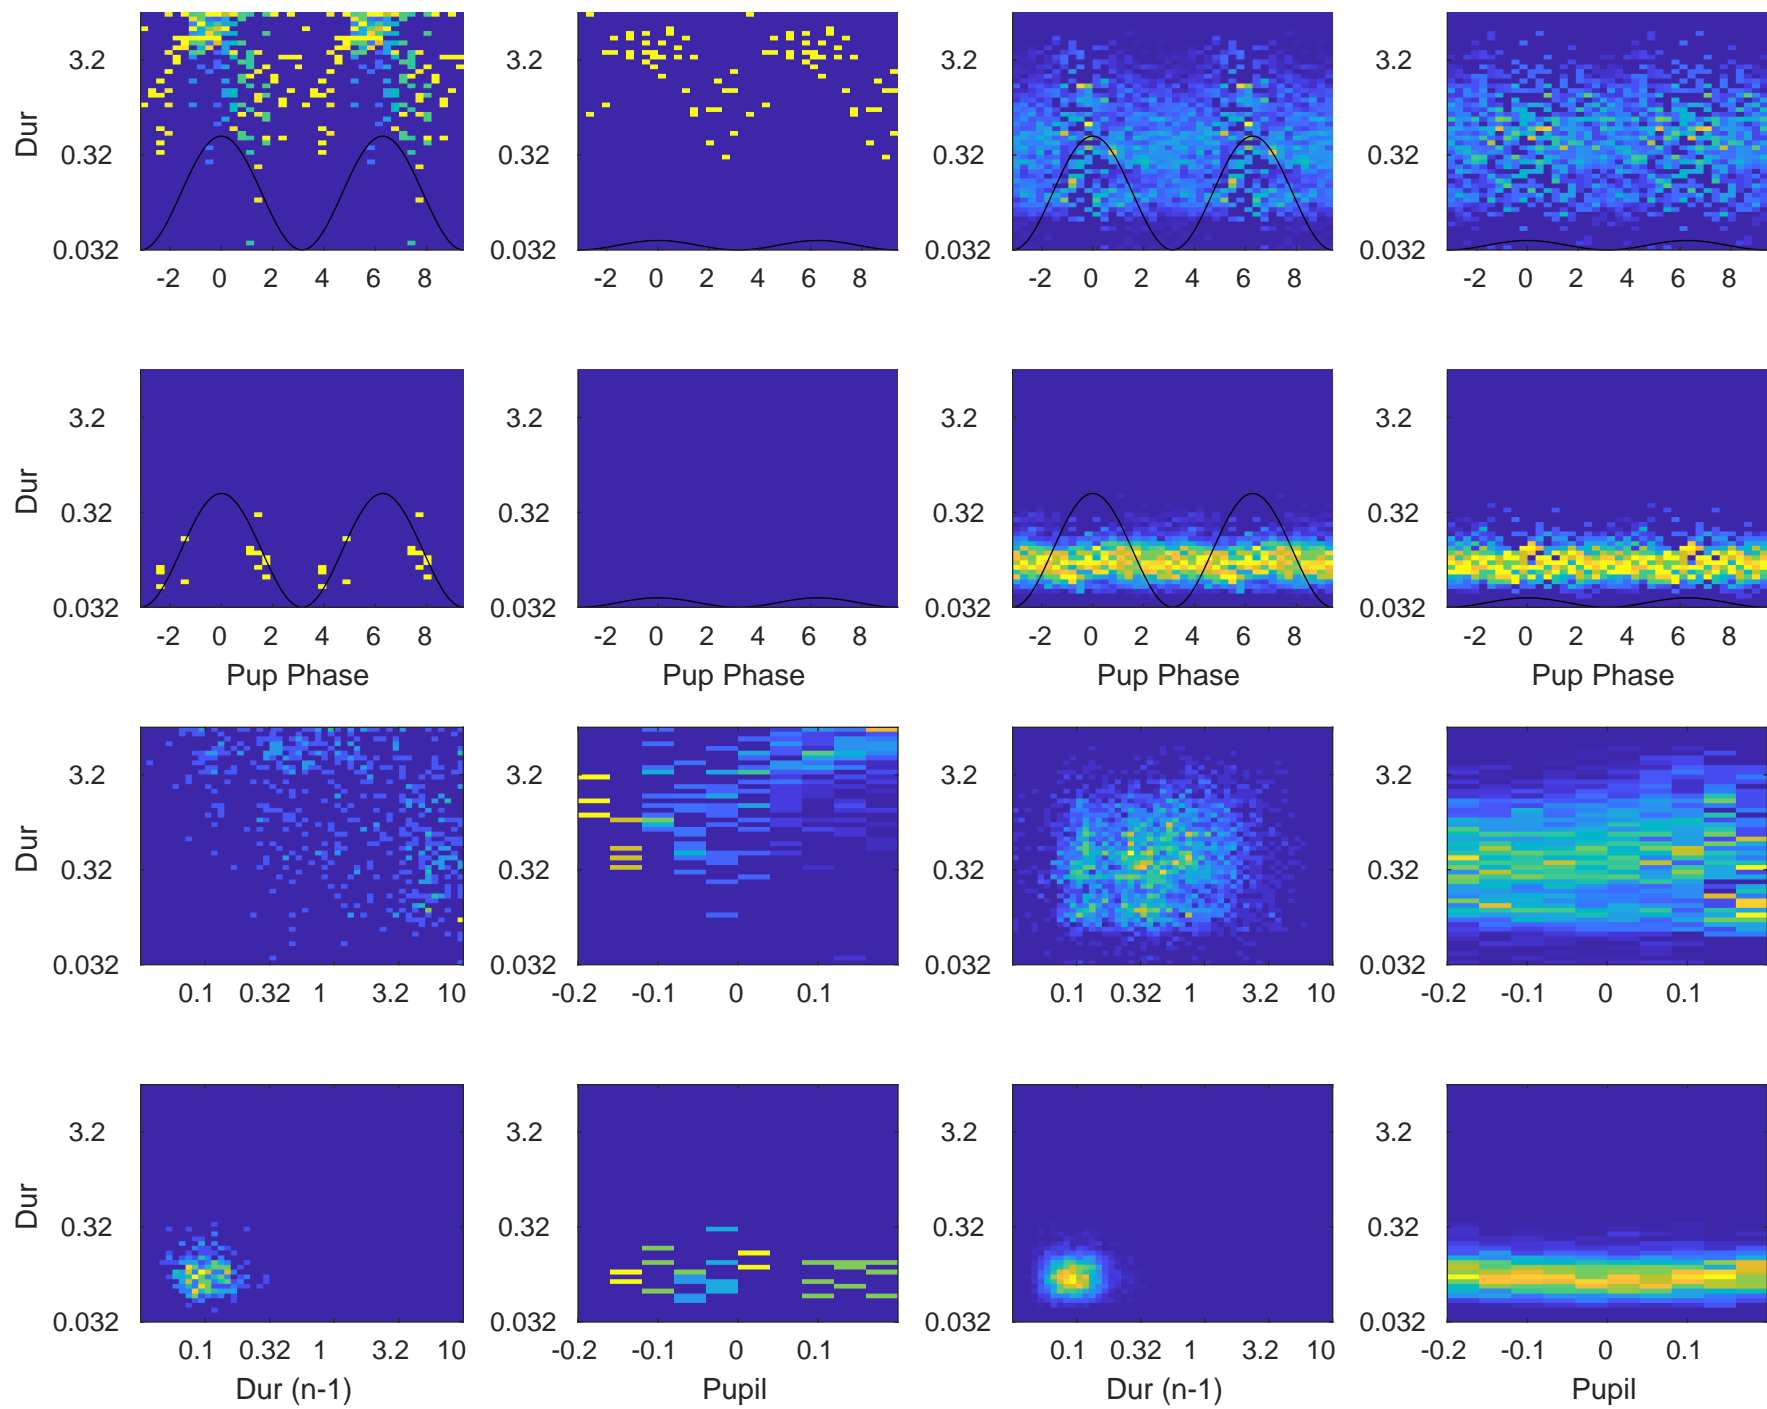 3.2 3.2 3.2 3.2
Dur
0.32 0.32 0.32 0.32
0.032 0.032 0.032 0.032
-2 0 2 4 6 8 -2 0 2 4 6 8 -2 0 2 4 6 8 -2 0 2 4 6 8
3.2 3.2 3.2 3.2
Dur
0.32 0.32 0.32 0.32
0.032 0.032 0.032 0.032
-2 0 2 4 6 8 -2 0 2 4 6 8 -2 0 2 4 6 8 -2 0 2 4 6 8
Pup Phase Pup Phase Pup Phase Pup Phase
3.2 3.2 3.2 3.2
Dur
0.32 0.32 0.32 0.32
0.032 0.032 0.032 0.032
0.1 0.32 1 3.2 10 -0.2 -0.1 0 0.1 0.1 0.32 1 3.2 10 -0.2 -0.1 0 0.1
3.2 3.2 3.2 3.2
Dur
0.32 0.32 0.32 0.32
0.032 0.032 0.032 0.032
0.1 0.32 1 3.2 10 -0.2 -0.1 0 0.1 0.1 0.32 1 3.2 10 -0.2 -0.1 0 0.1
Dur (n-1) Pupil Dur (n-1) Pupil